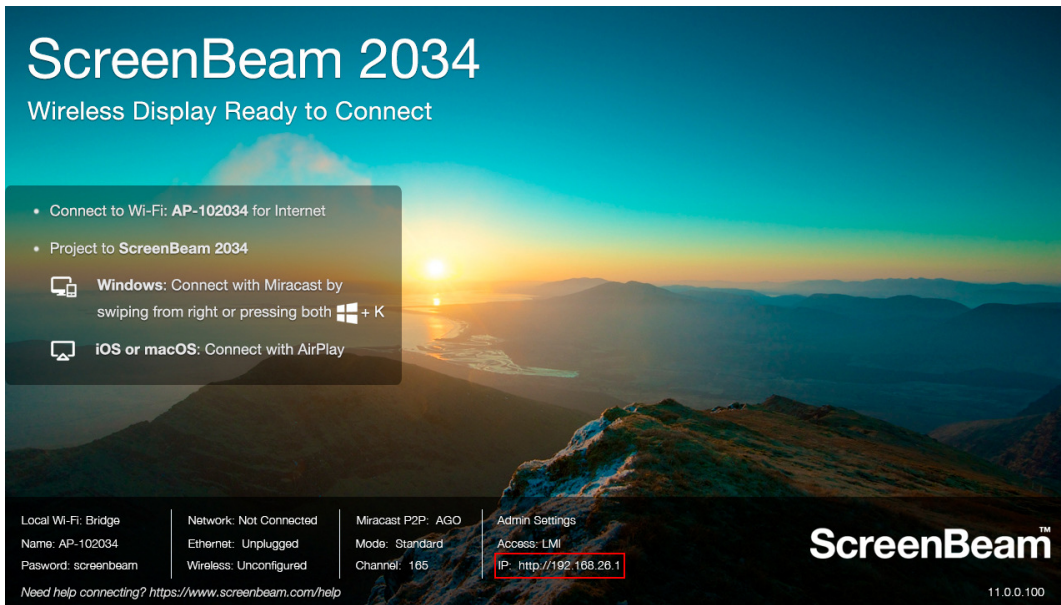 ScreenBeam 2034
Wireless Display Ready to Connect
• Connect to Wi-Fi: AP-102034 for Internet
• Project to ScreenBeam 2034
Windows: Connect with Miracast by
swiping from right or pressing both + K
iOS or macOS: Connect with AirPlay
Local Wi-Fi: Bridge
Name: AP-102034
Pasword: screenbeam
Network: Not Connected
Ethernet: Unplugged
Wireless: Unconfigured
Miracast P2P: AGO
Mode: Standard
Channel: 165
Admin Settings
Access: LMI
IP: http://192.168.26.1
Need help connecting? https://www.screenbeam.com/help
ScreenBeam™
11.0.0.100